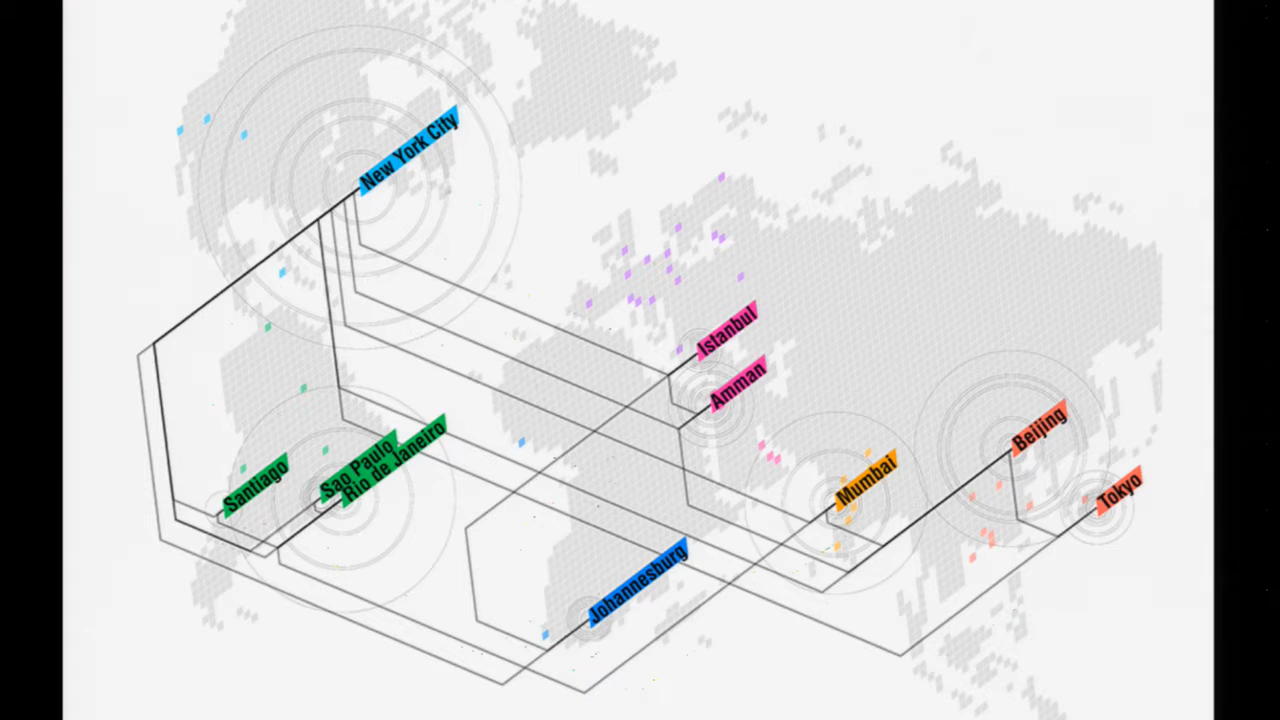 New York City
Istanbul
Amman
Beijing
Sao Paulo
Rio de Janeiro
Santiago
Mumbai
Tokyo
Johannesburg